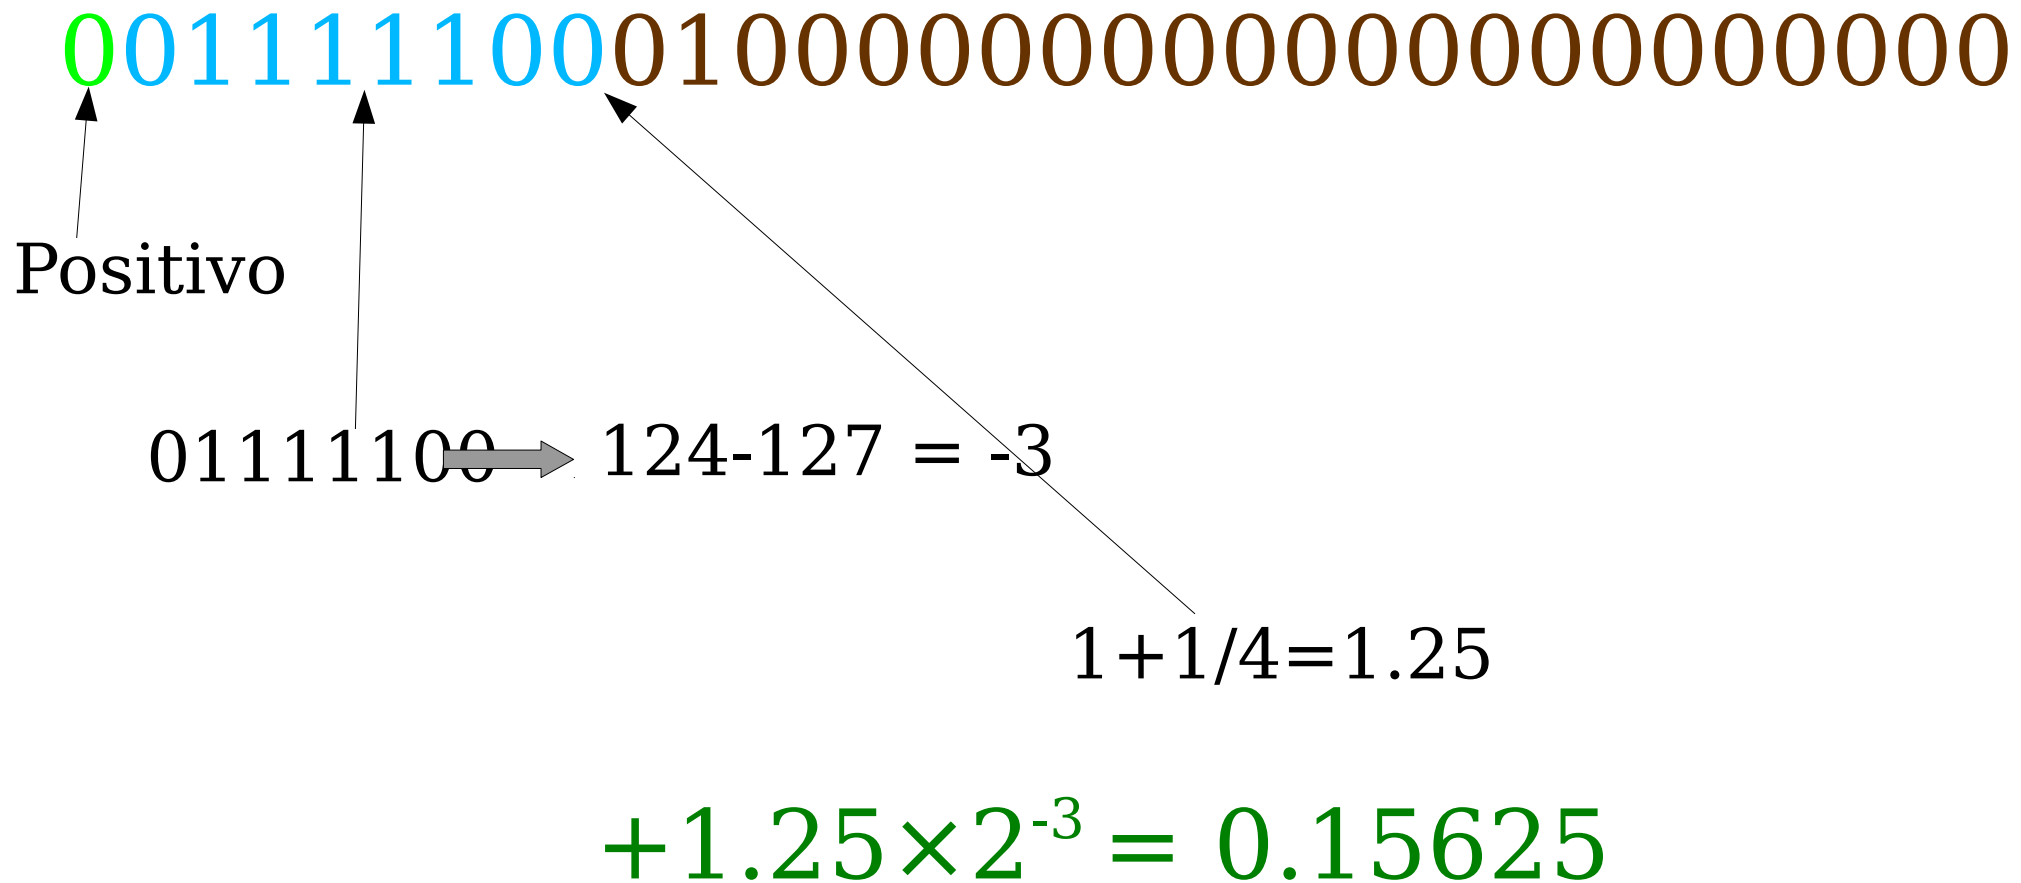 00111110001000000000000000000000
Positivo
01111100 124-127 = -3
1+1/4=1.25
+1.25×2⁻³ = 0.15625